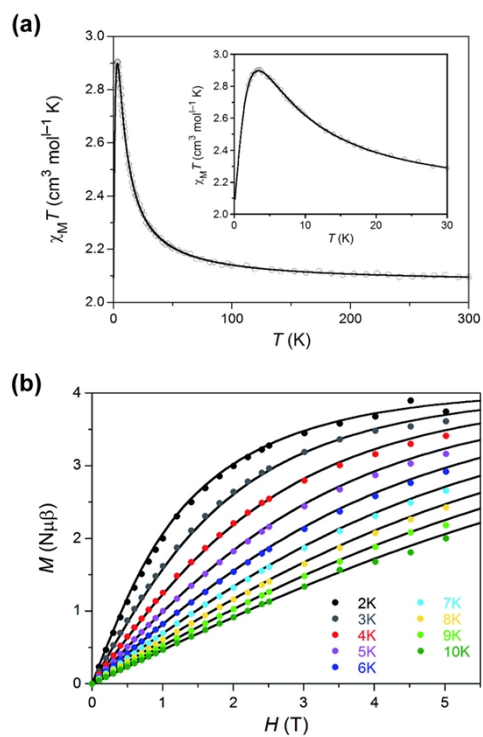 (a)
3.0
2.8
2.6
2.4
2.2
2.0
χMT (cm³ mol⁻¹ K)
0
100
200
300
T (K)
3.0
2.8
2.6
2.4
2.2
2.0
χMT (cm³ mol⁻¹ K)
0
10
20
30
T (K)
(b)
4
3
2
1
0
M (Nμβ)
2K
3K
4K
5K
6K
7K
8K
9K
10K
0
1
2
3
4
5
H (T)